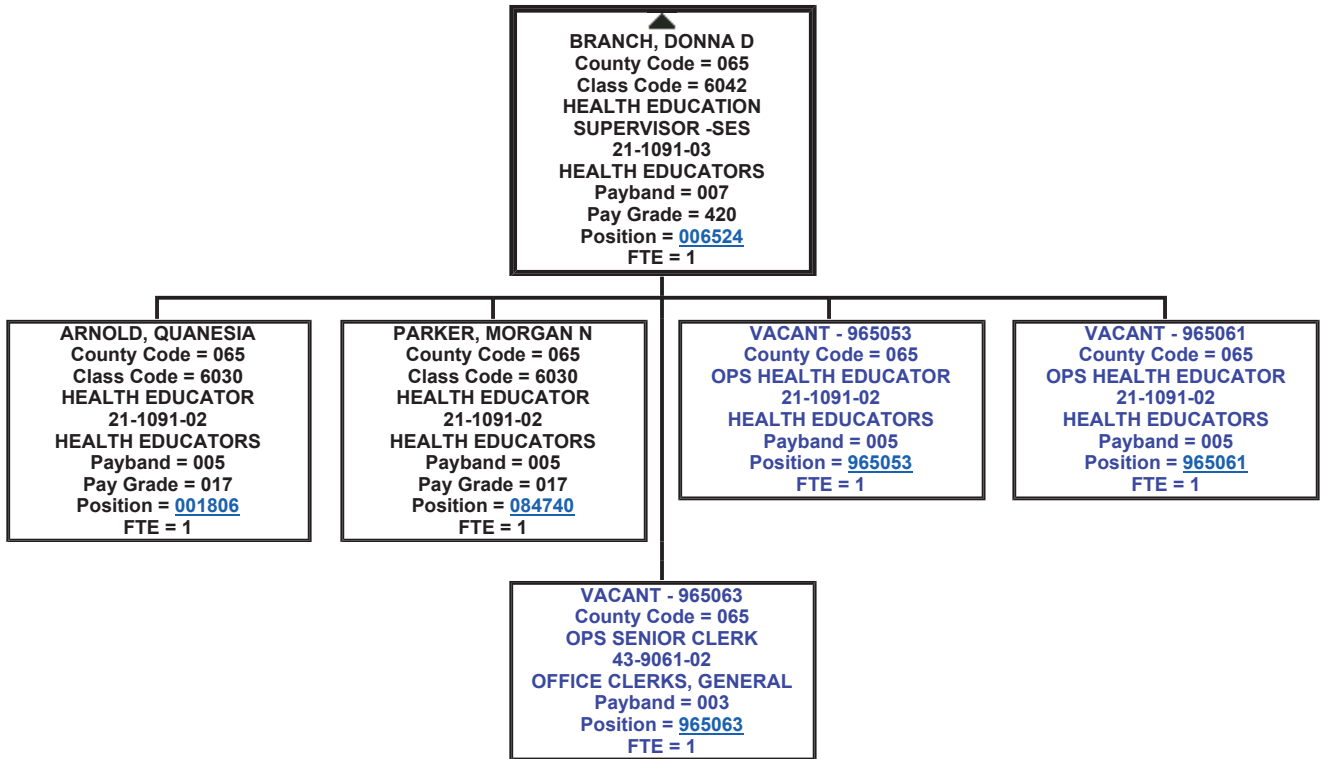 BRANCH, DONNA D
County Code = 065
Class Code = 6042
HEALTH EDUCATION
SUPERVISOR -SES
21-1091-03
HEALTH EDUCATORS
Payband = 007
Pay Grade = 420
Position = 006524
FTE = 1
ARNOLD, QUANESIA
County Code = 065
Class Code = 6030
HEALTH EDUCATOR
21-1091-02
HEALTH EDUCATORS
Payband = 005
Pay Grade = 017
Position = 001806
FTE = 1
PARKER, MORGAN N
County Code = 065
Class Code = 6030
HEALTH EDUCATOR
21-1091-02
HEALTH EDUCATORS
Payband = 005
Pay Grade = 017
Position = 084740
FTE = 1
VACANT - 965053
County Code = 065
OPS HEALTH EDUCATOR
21-1091-02
HEALTH EDUCATORS
Payband = 005
Position = 965053
FTE = 1
VACANT - 965061
County Code = 065
OPS HEALTH EDUCATOR
21-1091-02
HEALTH EDUCATORS
Payband = 005
Position = 965061
FTE = 1
VACANT - 965063
County Code = 065
OPS SENIOR CLERK
43-9061-02
OFFICE CLERKS, GENERAL
Payband = 003
Position = 965063
FTE = 1